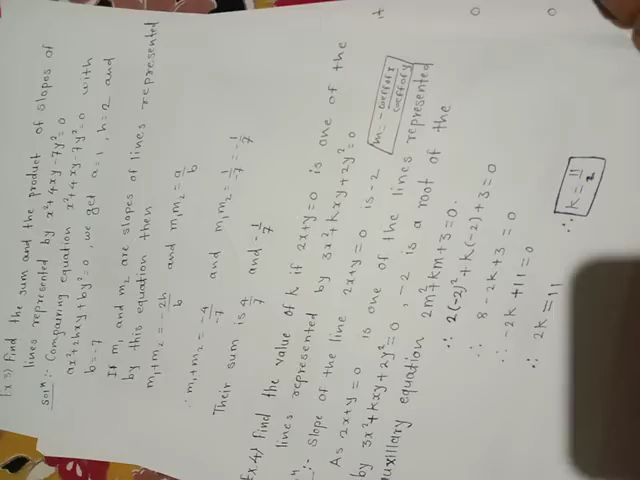 Ex 3) Find the sum and the product of slopes of
lines represented by x² + 4xy - 7y² = 0
Solⁿ :- Comparing equation x² + 4xy - 7y² = 0 with
ax² + 2hxy + by² = 0, we get a = 1, h = 2 and
b = -7
If m₁ and m₂ are slopes of lines represented
by this equation then
m₁ + m₂ = -2h/b and m₁m₂ = a/b
∴ m₁ + m₂ = -4/-7 and m₁m₂ = 1/-7 = -1/7
Their sum is 4/7 and -1/7
Ex.4) Find the value of k if 2x+y=0 is one of the
lines represented by 3x² + kxy + 2y² = 0
:- slope of the line 2x+y=0 is -2
m = -coeff of x/coeff of y
As 2x+y=0 is one of the lines represented
by 3x² + kxy + 2y² = 0, -2 is a root of the
auxillary equation 2m² + km + 3 = 0.
∴ 2(-2)² + k(-2) + 3 = 0
∴ 8 - 2k + 3 = 0
∴ -2k + 11 = 0
∴ 2k = 11
∴ k = 11/2